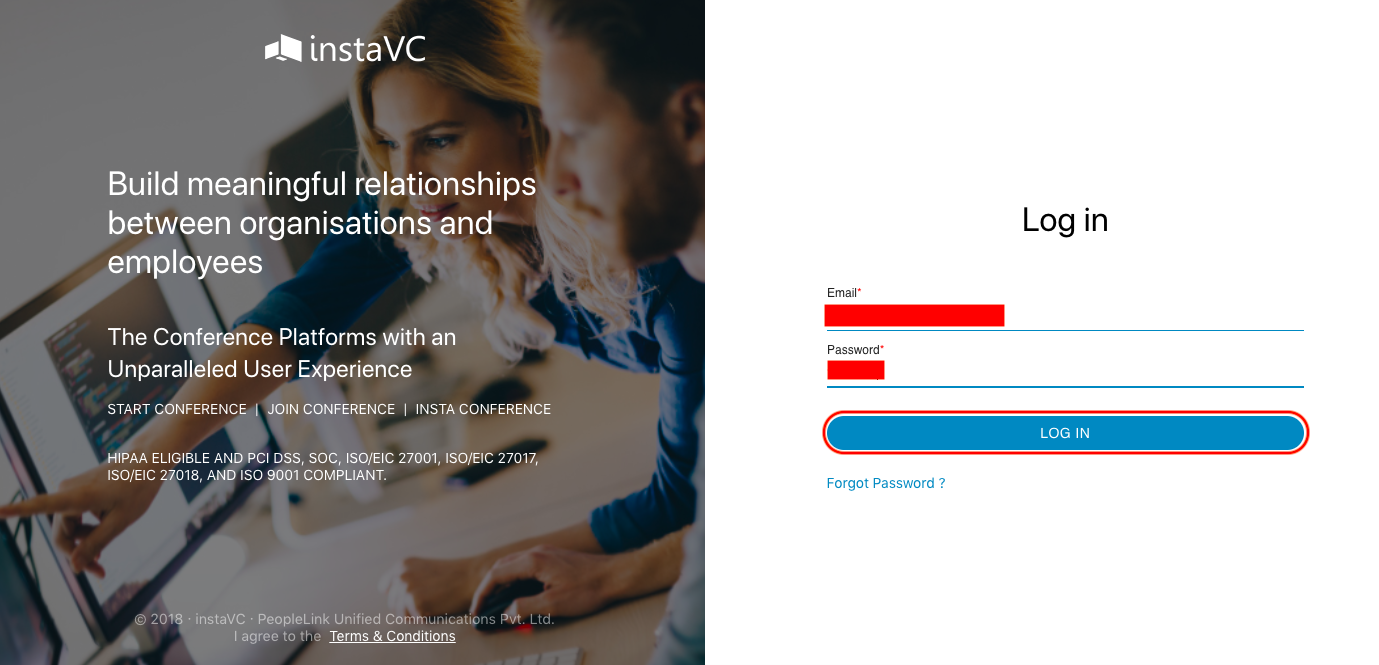 instaVC
Build meaningful relationships
between organisations and
employees
The Conference Platforms with an
Unparalleled User Experience
START CONFERENCE | JOIN CONFERENCE | INSTA CONFERENCE
HIPAA ELIGIBLE AND PCI DSS, SOC, ISO/EIC 27001, ISO/EIC 27017,
ISO/EIC 27018, AND ISO 9001 COMPLIANT.
© 2018 · instaVC · PeopleLink Unified Communications Pvt. Ltd.
I agree to the Terms & Conditions
Log in
Email*
Password*
LOG IN
Forgot Password ?